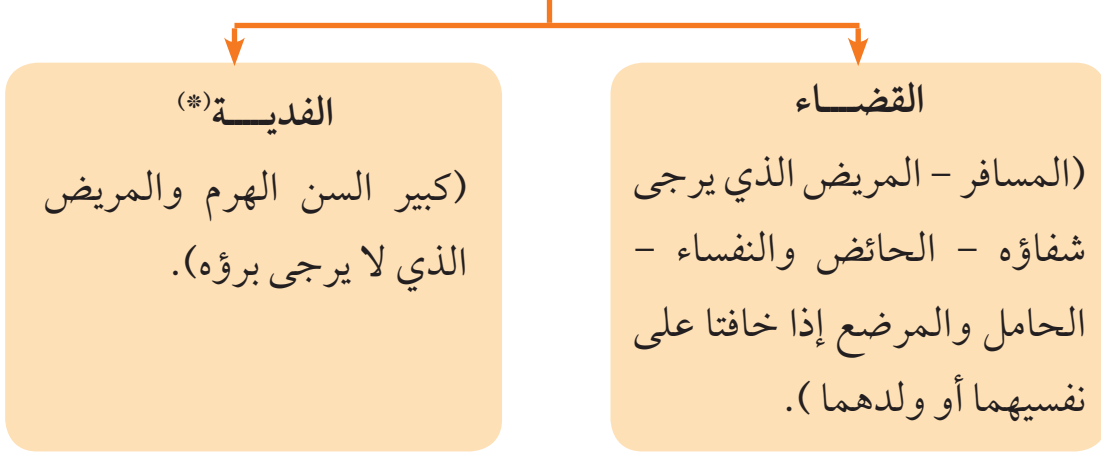 القضـــاء
(المسافر – المريض الذي يرجى
شفاؤه – الحائض والنفساء –
الحامل والمرضع إذا خافتا على
نفسيهما أو ولدهما ).
الفديـــة(*)
(كبير السن الهرم والمريض
الذي لا يرجى برؤه).